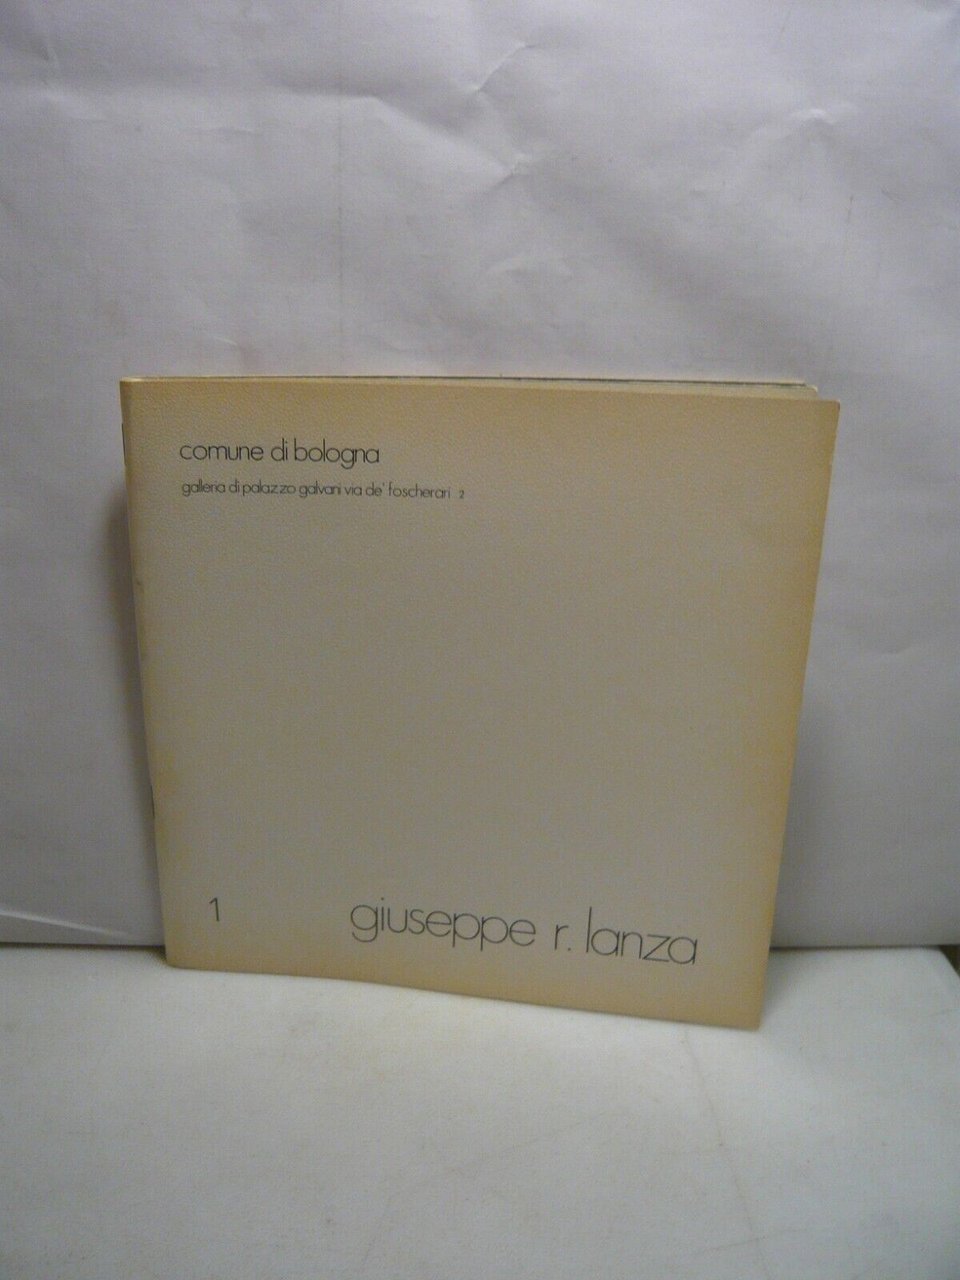 comune di bologna
galleria di palazzo galvani via de' foscherari 2
1
giuseppe r. lanza